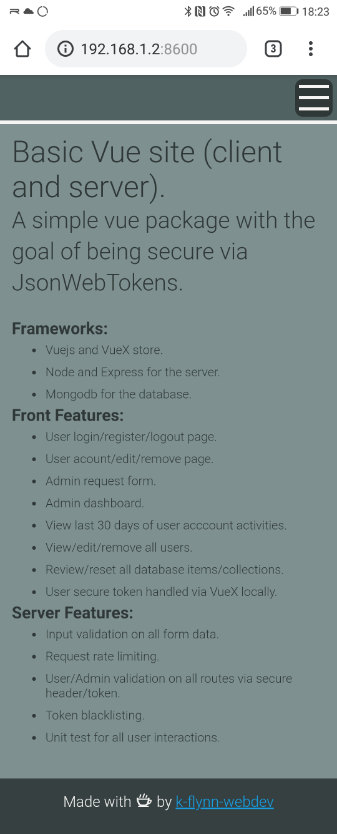 65% 18:23
192.168.1.2:8600 3
Basic Vue site (client
and server).
A simple vue package with the
goal of being secure via
JsonWebTokens.
Frameworks:
Vuejs and VueX store.
Node and Express for the server.
Mongodb for the database.
Front Features:
User login/register/logout page.
User acount/edit/remove page.
Admin request form.
Admin dashboard.
View last 30 days of user acccount activities.
View/edit/remove all users.
Review/reset all database items/collections.
User secure token handled via VueX locally.
Server Features:
Input validation on all form data.
Request rate limiting.
User/Admin validation on all routes via secure
header/token.
Token blacklisting.
Unit test for all user interactions.
Made with by k-flynn-webdev